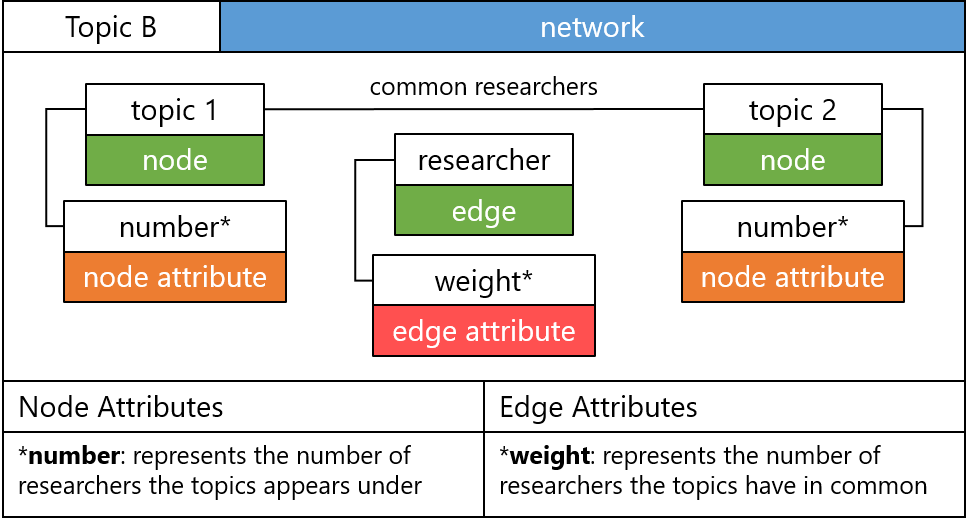 Topic B
network
common researchers
topic 1
node
number*
node attribute
researcher
edge
weight*
edge attribute
topic 2
node
number*
node attribute
Node Attributes
*number: represents the number of
researchers the topics appears under
Edge Attributes
*weight: represents the number of
researchers the topics have in common